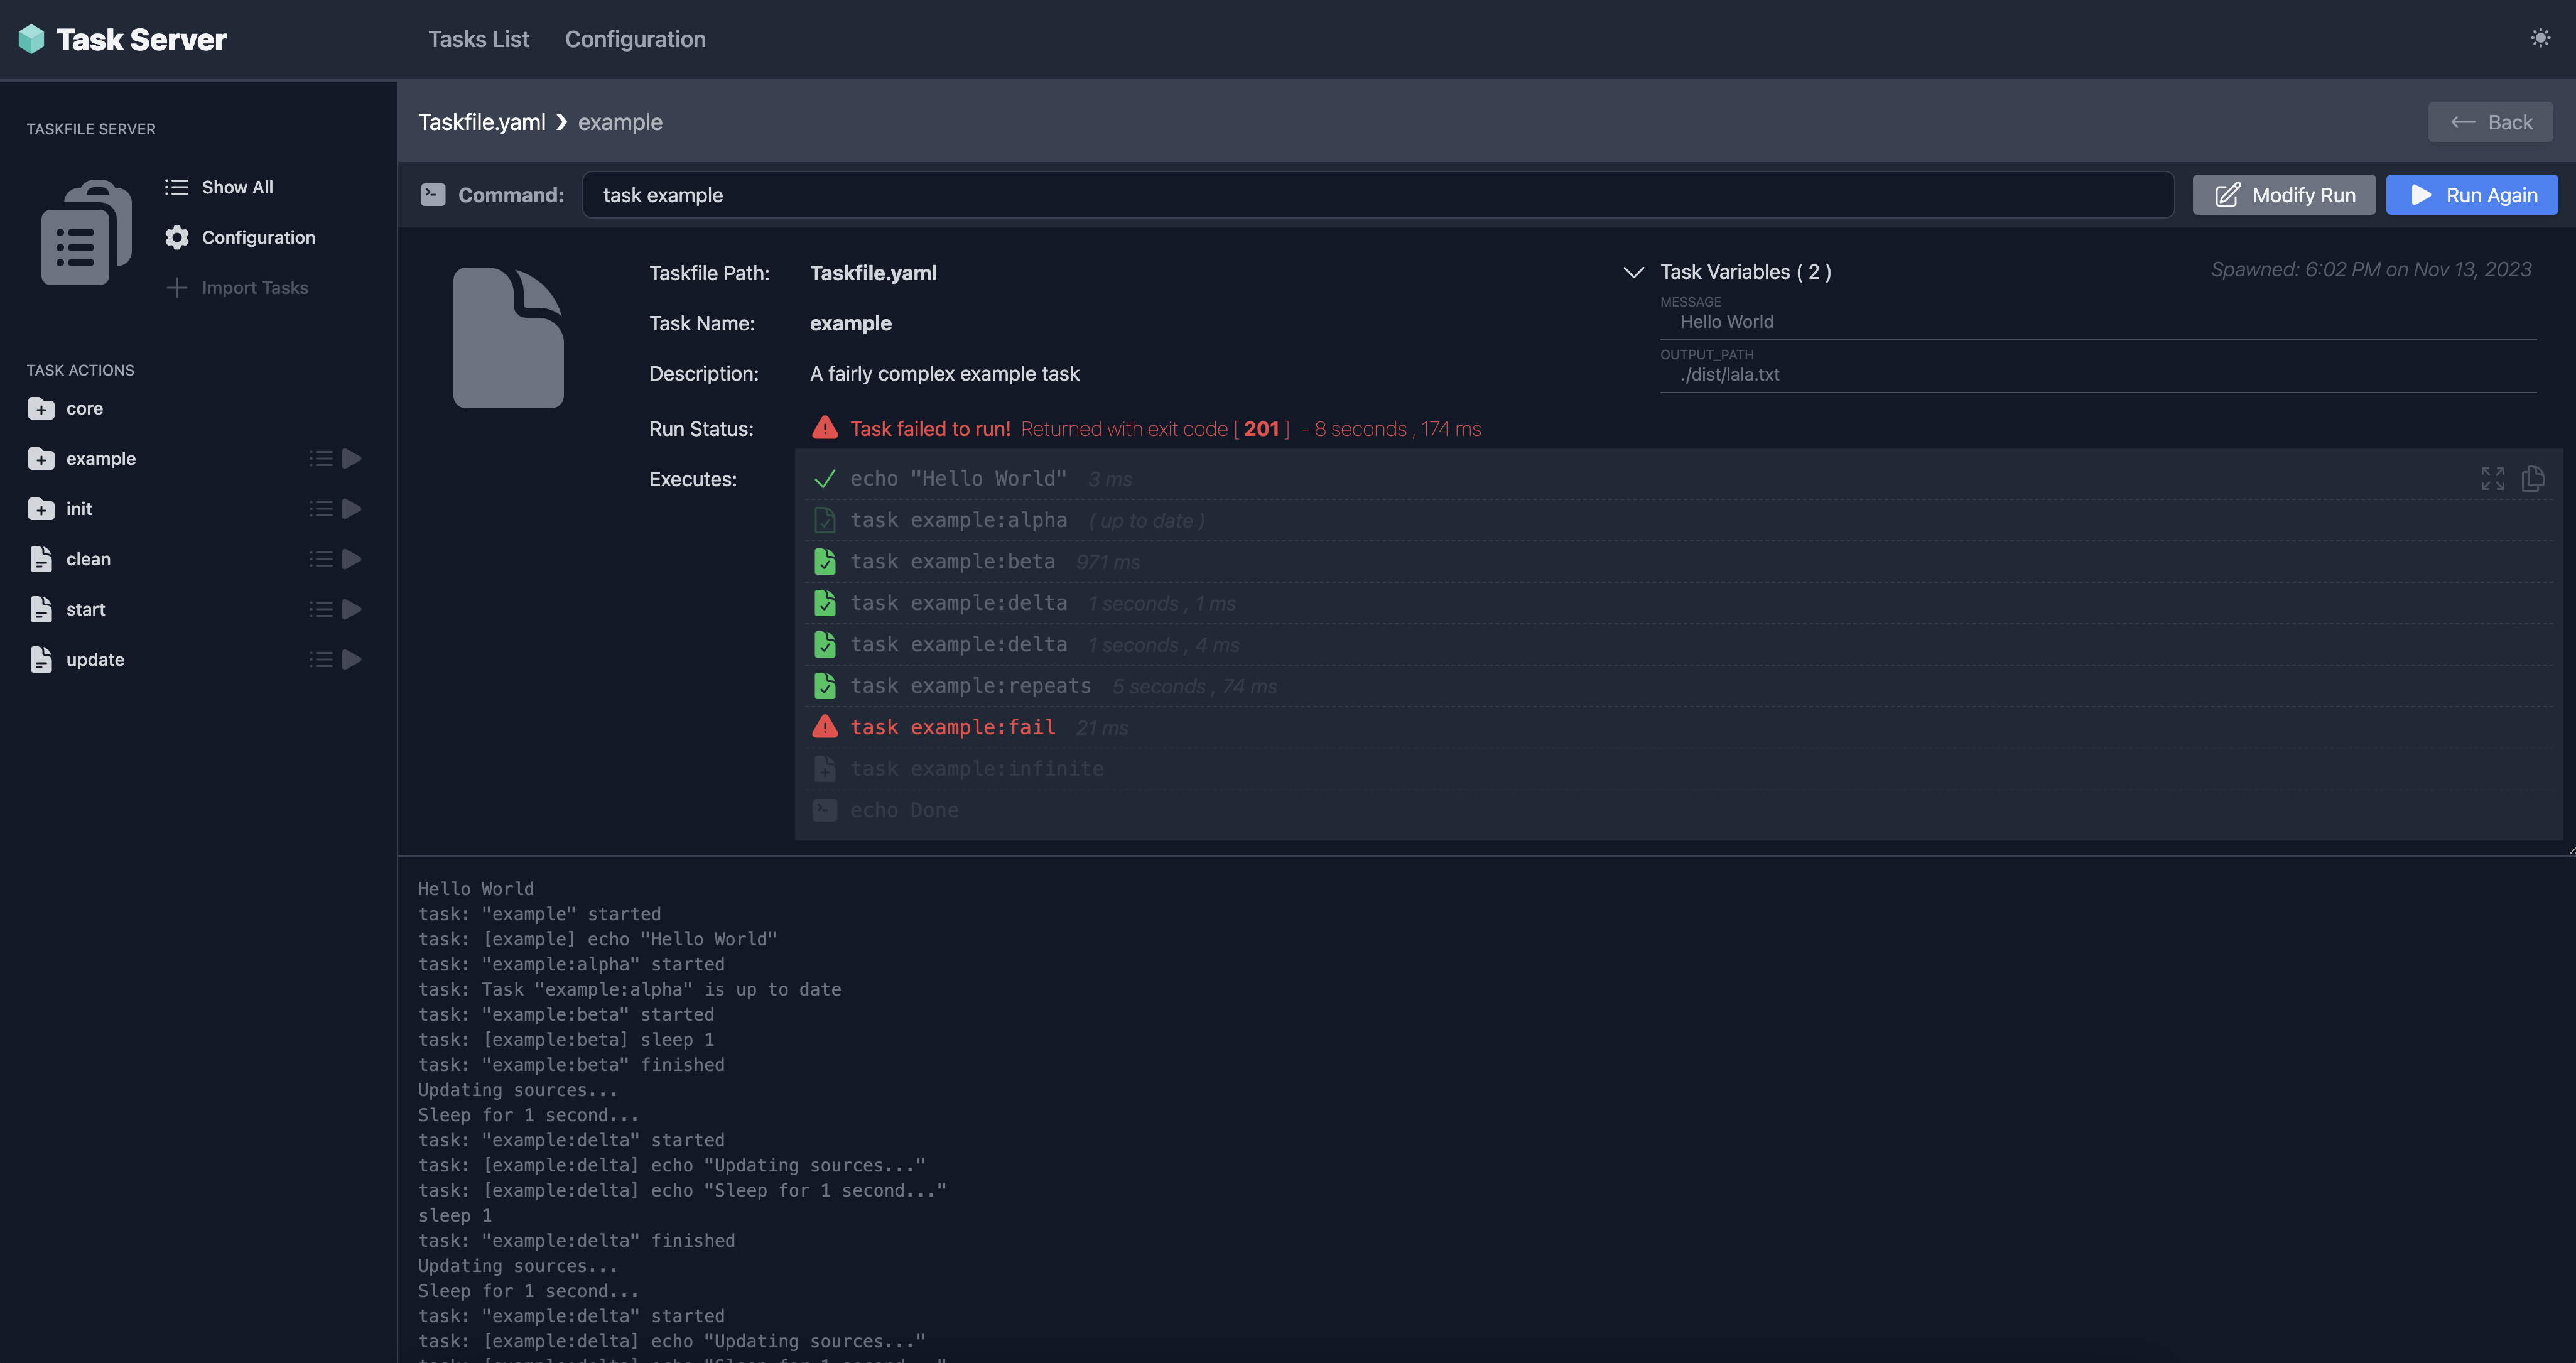 Task Server
Tasks List
Configuration
TASKFILE SERVER
Show All
Configuration
Import Tasks
TASK ACTIONS
core
example
init
clean
start
update
Taskfile.yaml ❯ example
Back
Command:
task example
Modify Run
Run Again
Taskfile Path: Taskfile.yaml
Task Name: example
Description: A fairly complex example task
Task Variables ( 2 )
Spawned: 6:02 PM on Nov 13, 2023
MESSAGE
Hello World
OUTPUT_PATH
./dist/lala.txt
Run Status: Task failed to run! Returned with exit code [ 201 ] - 8 seconds , 174 ms
Executes:
echo "Hello World" 3 ms
task example:alpha ( up to date )
task example:beta 971 ms
task example:delta 1 seconds , 1 ms
task example:delta 1 seconds , 4 ms
task example:repeats 5 seconds , 74 ms
task example:fail 21 ms
task example:infinite
echo Done
Hello World
task: "example" started
task: [example] echo "Hello World"
task: "example:alpha" started
task: Task "example:alpha" is up to date
task: "example:beta" started
task: [example:beta] sleep 1
task: "example:beta" finished
Updating sources...
Sleep for 1 second...
task: "example:delta" started
task: [example:delta] echo "Updating sources..."
task: [example:delta] echo "Sleep for 1 second..."
sleep 1
task: "example:delta" finished
Updating sources...
Sleep for 1 second...
task: "example:delta" started
task: [example:delta] echo "Updating sources..."
task: [example:delta] echo "Sleep for 1 second..."